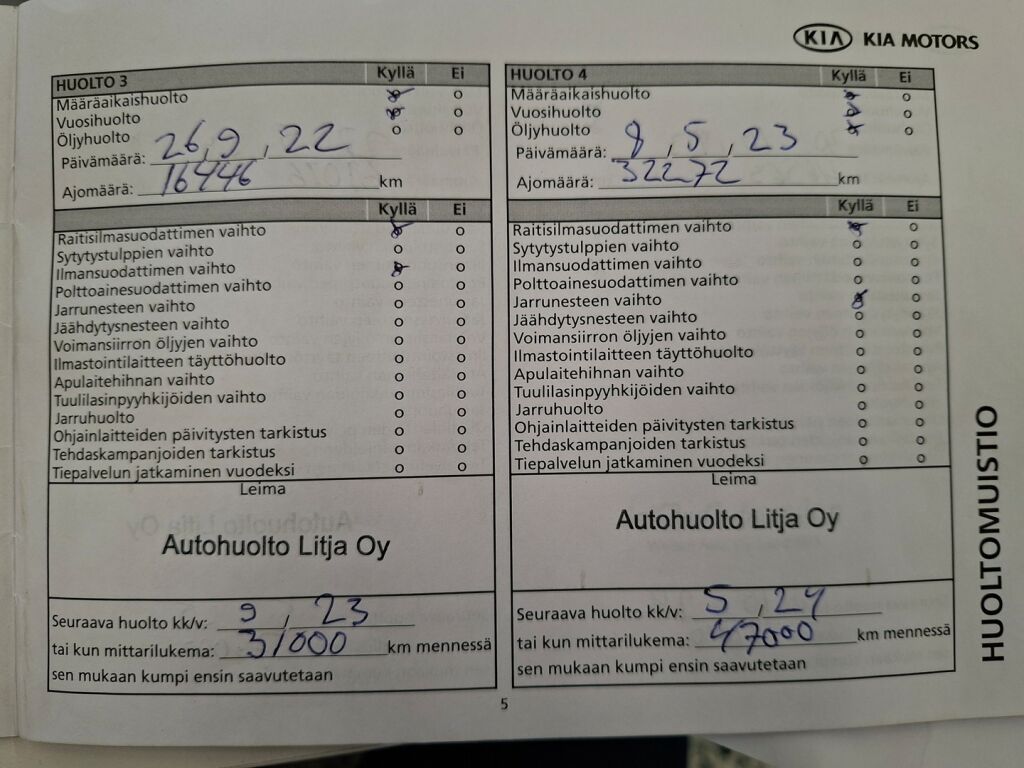 KIA KIA MOTORS
HUOLTO 3 Kyllä Ei
Määräaikaishuolto o
Vuosihuolto o
Öljyhuolto o o
Päivämäärä: 26,9,22
Ajomäärä: 16446 km
Kyllä Ei
Raitisilmasuodattimen vaihto o
Sytytystulppien vaihto o o
Ilmansuodattimen vaihto o
Polttoainesuodattimen vaihto o o
Jarrunesteen vaihto o o
Jäähdytysnesteen vaihto o o
Voimansiirron öljyjen vaihto o o
Ilmastointilaitteen täyttöhuolto o o
Apulaitehihnan vaihto o o
Tuulilasinpyyhkijöiden vaihto o o
Jarruhuolto o o
Ohjainlaitteiden päivitysten tarkistus o o
Tehdaskampanjoiden tarkistus o o
Tiepalvelun jatkaminen vuodeksi o o
Leima
Autohuolto Litja Oy
Seuraava huolto kk/v: 9, 23
tai kun mittarilukema: 31000 km mennessä
sen mukaan kumpi ensin saavutetaan
HUOLTO 4 Kyllä Ei
Määräaikaishuolto o
Vuosihuolto o
Öljyhuolto o
Päivämäärä: 8,5,23
Ajomäärä: 32272 km
Kyllä Ei
Raitisilmasuodattimen vaihto o
Sytytystulppien vaihto o o
Ilmansuodattimen vaihto o o
Polttoainesuodattimen vaihto o o
Jarrunesteen vaihto o
Jäähdytysnesteen vaihto o o
Voimansiirron öljyjen vaihto o o
Ilmastointilaitteen täyttöhuolto o o
Apulaitehihnan vaihto o o
Tuulilasinpyyhkijöiden vaihto o o
Jarruhuolto o o
Ohjainlaitteiden päivitysten tarkistus o o
Tehdaskampanjoiden tarkistus o o
Tiepalvelun jatkaminen vuodeksi o o
Leima
Autohuolto Litja Oy
Seuraava huolto kk/v: 5,24
tai kun mittarilukema: 47000 km mennessä
sen mukaan kumpi ensin saavutetaan
HUOLTOMUISTIO
5